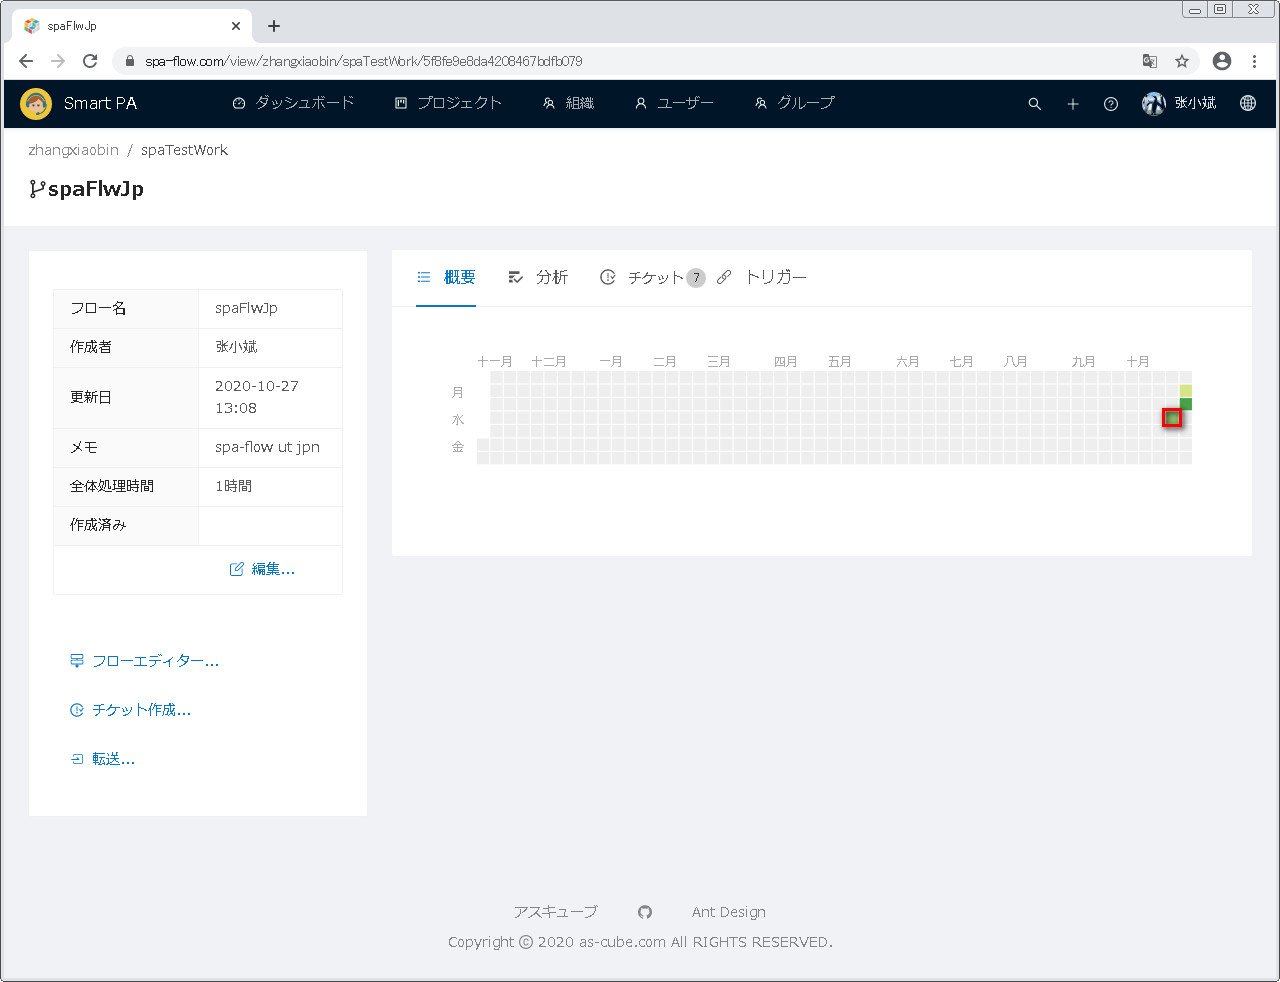 spaFlwJp
spa-flow.com/view/zhangxiaobin/spaTestWork/5f8fe9e8da4208467bdfb079
Smart PA ダッシュボード プロジェクト 組織 ユーザー グループ 张小斌
zhangxiaobin / spaTestWork
spaFlwJp
概要 分析 チケット 7 トリガー
フロー名 spaFlwJp
作成者 张小斌
更新日 2020-10-27
13:08
メモ spa-flow ut jpn
全体処理時間 1時間
作成済み
編集...
フローエディター...
チケット作成...
転送...
十一月 十二月 一月 二月 三月 四月 五月 六月 七月 八月 九月 十月
月
水
金
アスキューブ Ant Design
Copyright © 2020 as-cube.com All RIGHTS RESERVED.